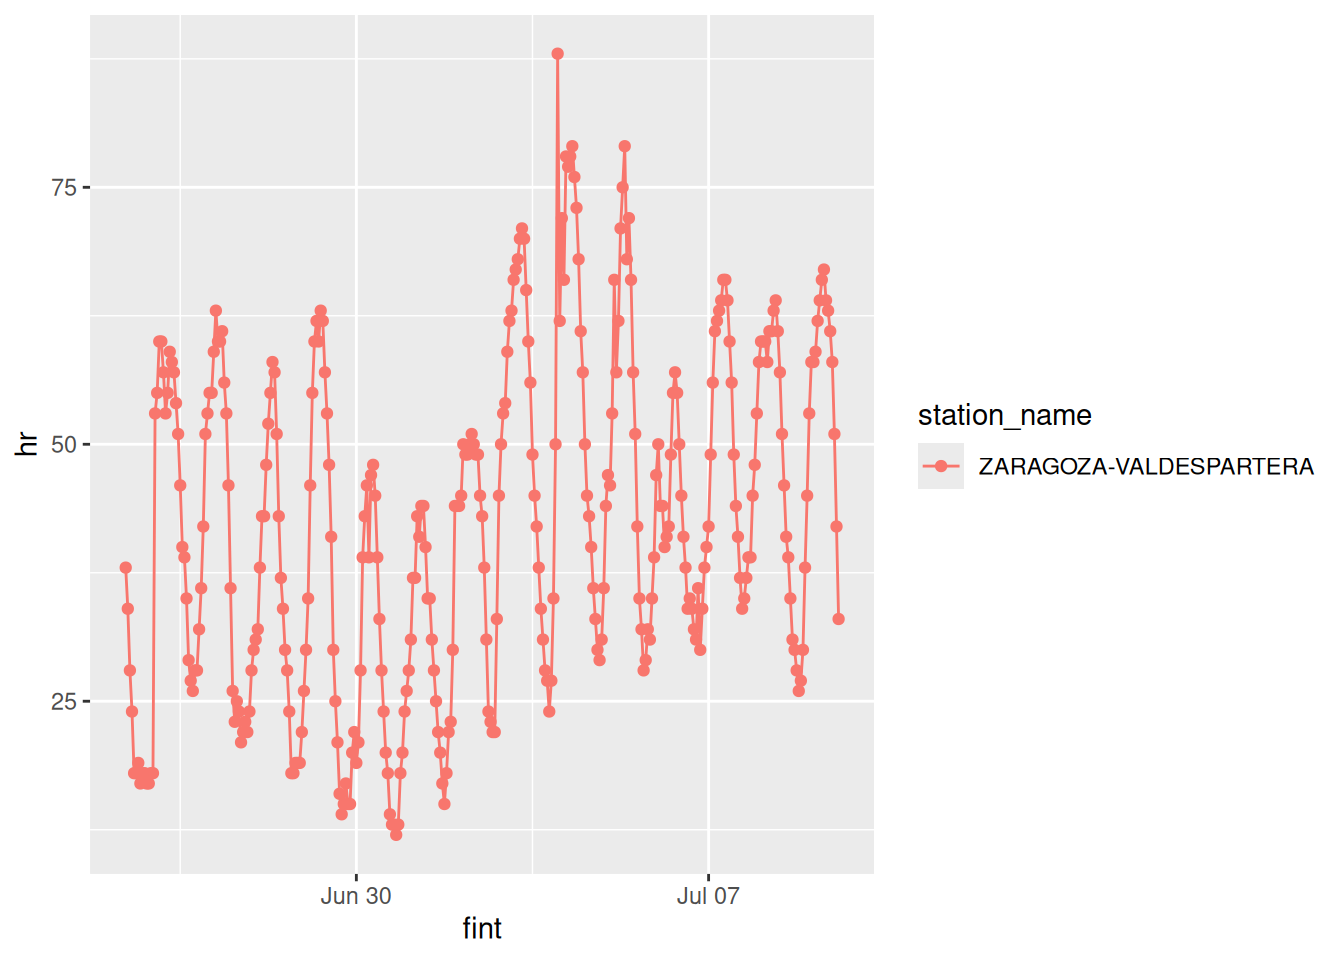 75
50
25
hr
Jun 30
Jul 07
fint
station_name
ZARAGOZA-VALDESPARTERA